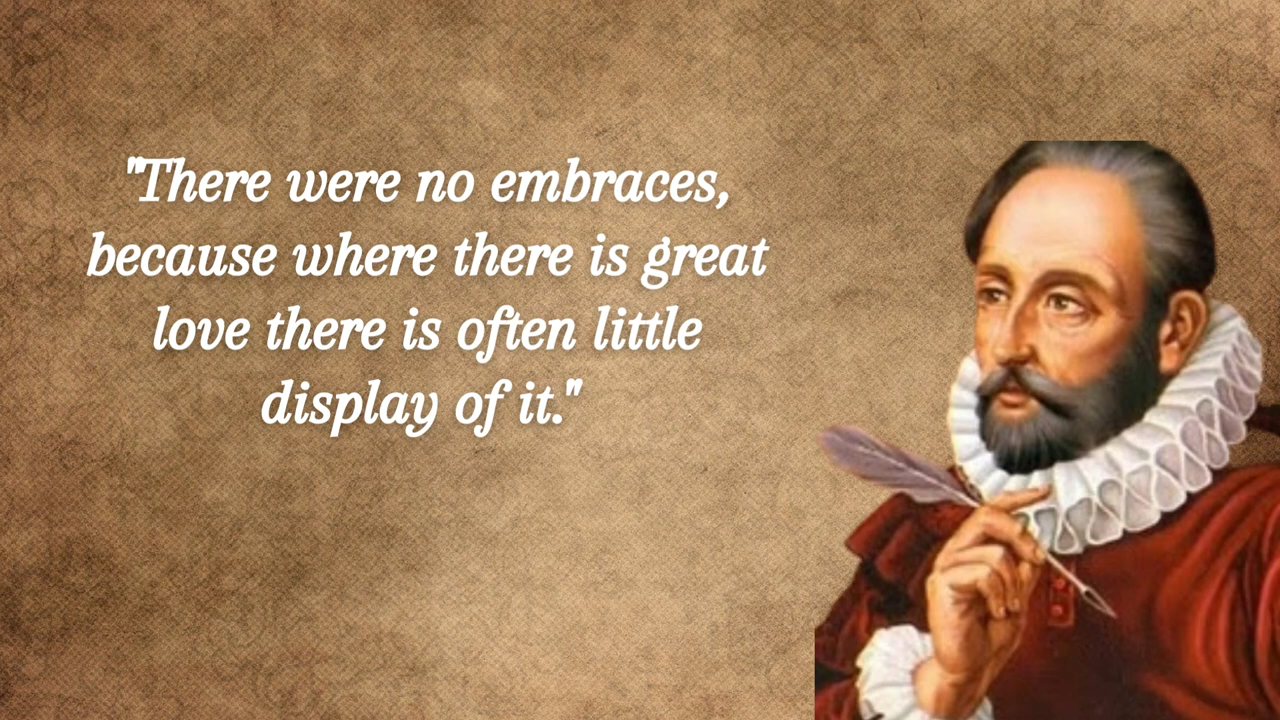 "There were no embraces,
because where there is great
love there is often little
display of it."